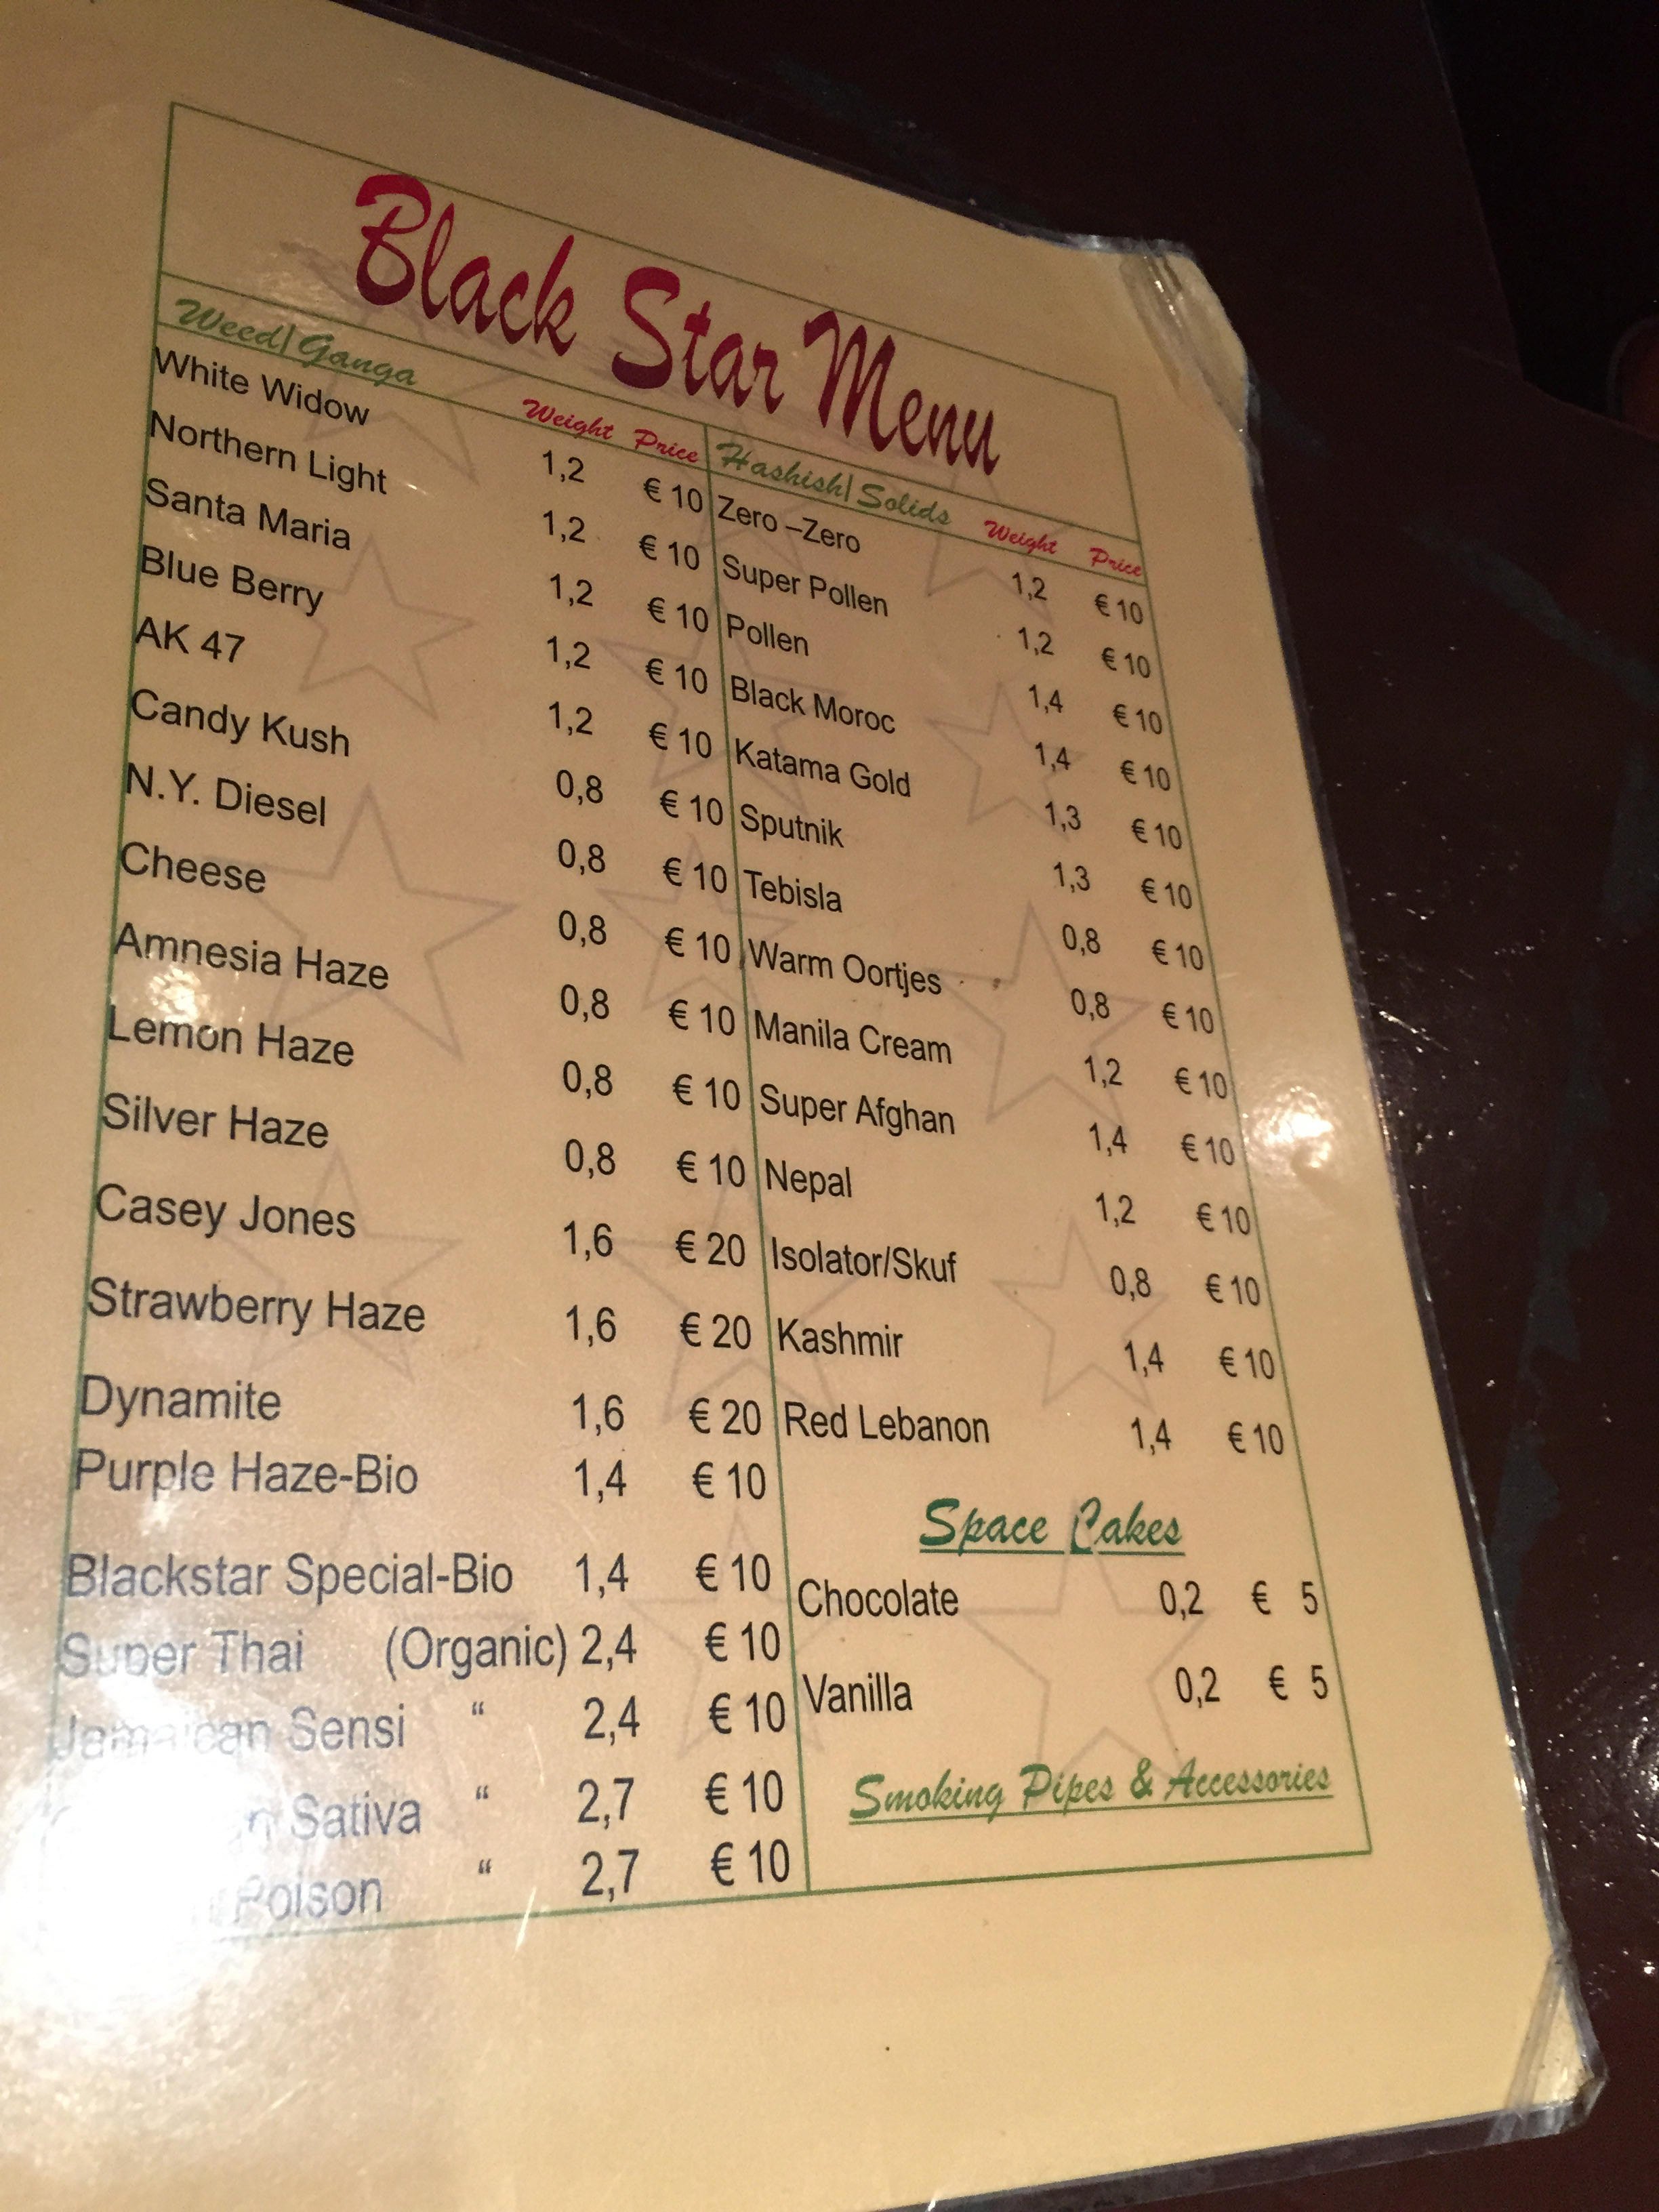 Black Star Menu
Weed/Ganga Weight Price
White Widow 1,2 € 10
Northern Light 1,2 € 10
Santa Maria 1,2 € 10
Blue Berry 1,2 € 10
AK 47 1,2 € 10
Candy Kush 0,8 € 10
N.Y. Diesel 0,8 € 10
Cheese 0,8 € 10
Amnesia Haze 0,8 € 10
Lemon Haze 0,8 € 10
Silver Haze 0,8 € 10
Casey Jones 1,6 € 20
Strawberry Haze 1,6 € 20
Dynamite 1,6 € 20
Purple Haze-Bio 1,4 € 10
Blackstar Special-Bio 1,4 € 10
Super Thai (Organic) 2,4 € 10
Jamaican Sensi “ 2,4 € 10
Sativa “ 2,7 € 10
Poison “ 2,7 € 10
Hashish/Solids Weight Price
Zero –Zero 1,2 € 10
Super Pollen 1,2 € 10
Pollen 1,4 € 10
Black Moroc 1,4 € 10
Katama Gold 1,3 € 10
Sputnik 1,3 € 10
Tebisla 0,8 € 10
Warm Oortjes 0,8 € 10
Manila Cream 1,2 € 10
Super Afghan 1,4 € 10
Nepal 1,2 € 10
Isolator/Skuf 0,8 € 10
Kashmir 1,4 € 10
Red Lebanon 1,4 € 10
Space Cakes
Chocolate 0,2 € 5
Vanilla 0,2 € 5
Smoking Pipes & Accessories